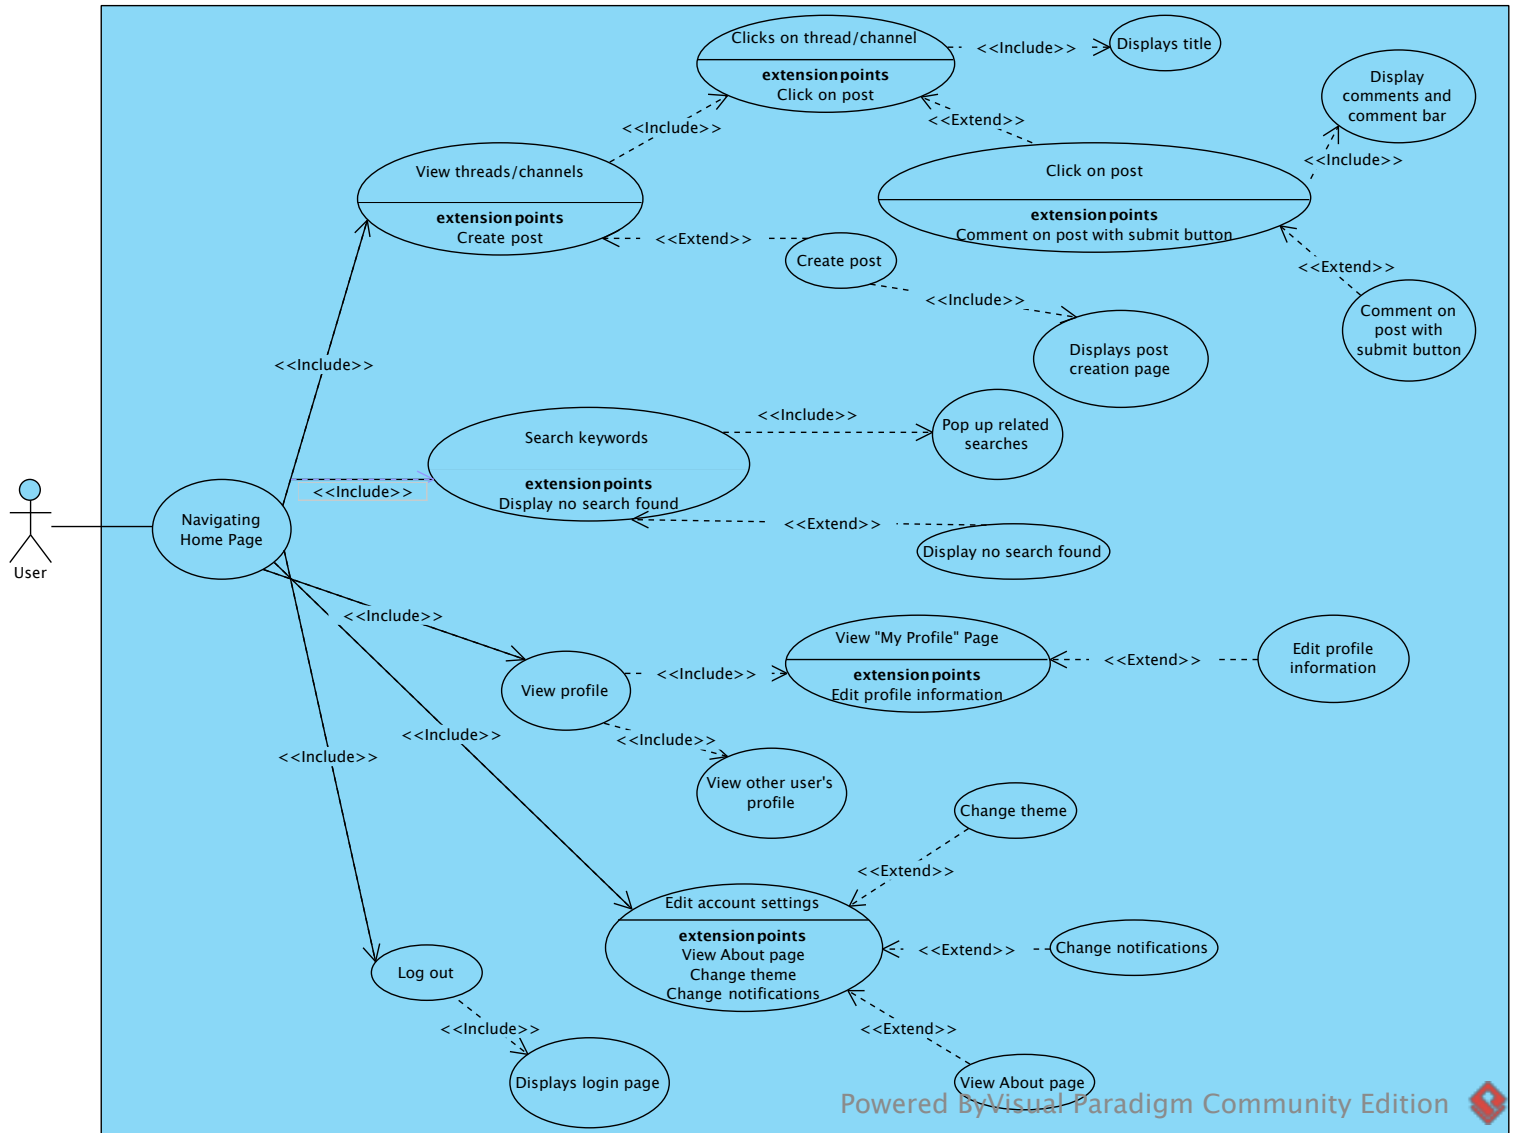 Clicks on thread/channel
extension points
Click on post
<<Include>>
Displays title
Display
comments and
comment bar
<<Include>>
<<Extend>>
<<Include>>
View threads/channels
extension points
Create post
Click on post
extension points
Comment on post with submit button
<<Extend>>
Create post
<<Extend>>
<<Include>>
Comment on
post with
submit button
Displays post
creation page
<<Include>>
Search keywords
extension points
Display no search found
<<Include>>
Pop up related
searches
<<Include>>
<<Extend>>
Display no search found
User
Navigating
Home Page
<<Include>>
View "My Profile" Page
extension points
Edit profile information
<<Extend>>
Edit profile
information
View profile
<<Include>>
<<Include>>
<<Include>>
<<Include>>
View other user's
profile
Change theme
<<Extend>>
Edit account settings
extension points
View About page
Change theme
Change notifications
<<Extend>>
Change notifications
Log out
<<Include>>
<<Extend>>
Displays login page
View About page
Powered ByVisual Paradigm Community Edition